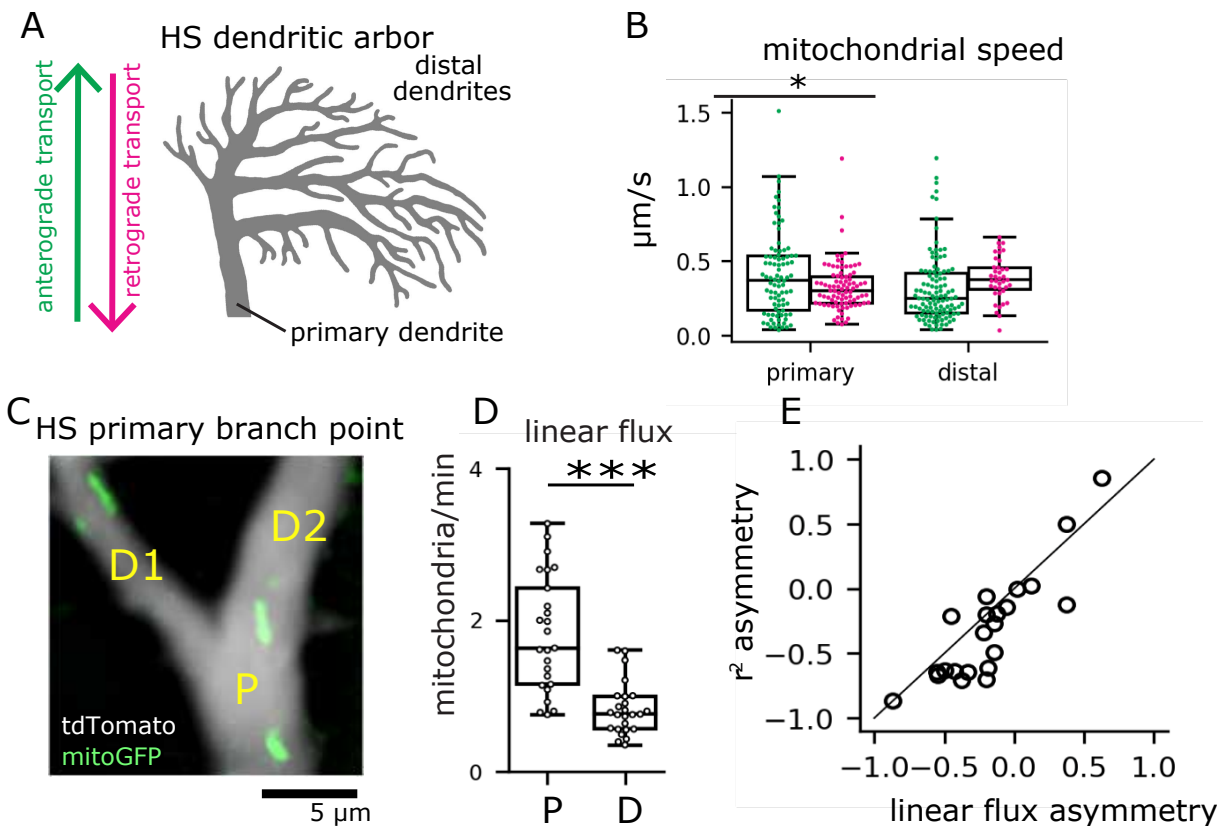 A
HS dendritic arbor
distal
dendrites
anterograde transport
retrograde transport
primary dendrite
B
mitochondrial speed
*
µm/s
1.5
1.0
0.5
0.0
primary
distal
C
HS primary branch point
D1
D2
P
tdTomato
mitoGFP
5 µm
D
linear flux
***
mitochondria/min
4
2
0
P
D
E
r² asymmetry
1.0
0.5
0.0
−0.5
−1.0
−1.0 −0.5 0.0 0.5 1.0
linear flux asymmetry